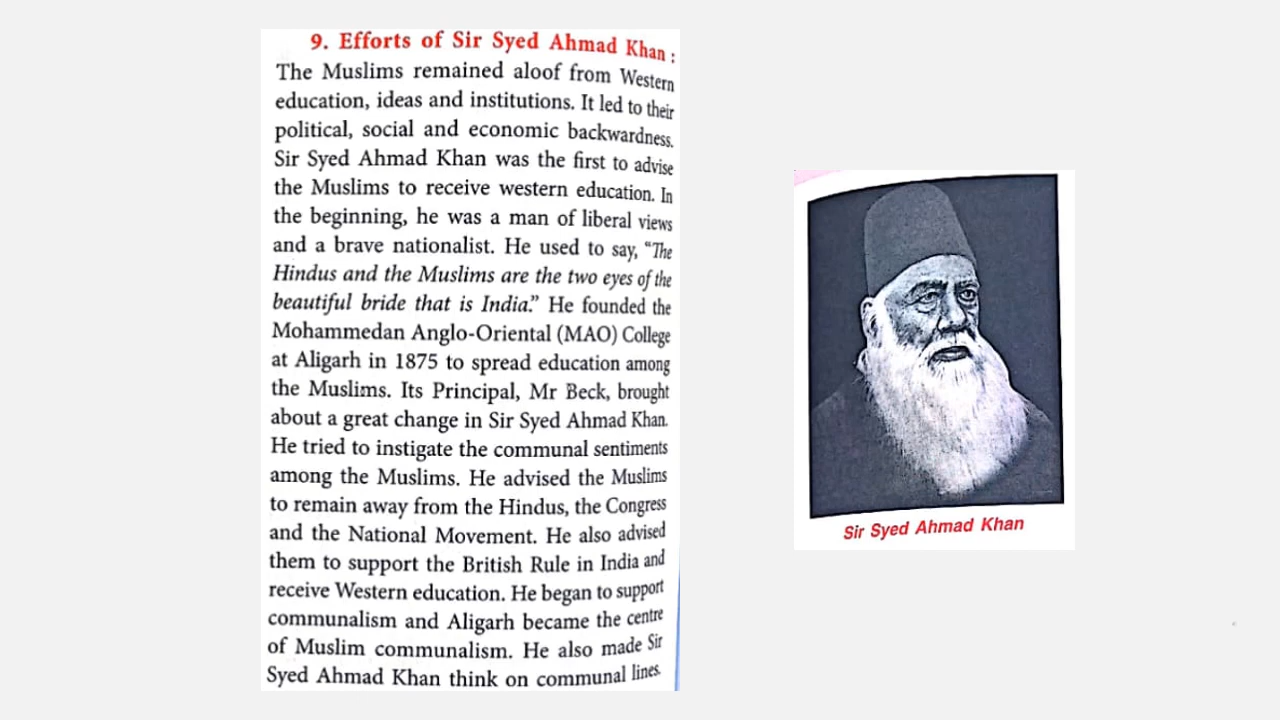 9. Efforts of Sir Syed Ahmad Khan :
The Muslims remained aloof from Western
education, ideas and institutions. It led to their
political, social and economic backwardness.
Sir Syed Ahmad Khan was the first to advise
the Muslims to receive western education. In
the beginning, he was a man of liberal views
and a brave nationalist. He used to say, “The
Hindus and the Muslims are the two eyes of the
beautiful bride that is India.” He founded the
Mohammedan Anglo-Oriental (MAO) College
at Aligarh in 1875 to spread education among
the Muslims. Its Principal, Mr Beck, brought
about a great change in Sir Syed Ahmad Khan.
He tried to instigate the communal sentiments
among the Muslims. He advised the Muslims
to remain away from the Hindus, the Congress
and the National Movement. He also advised
them to support the British Rule in India and
receive Western education. He began to support
communalism and Aligarh became the centre
of Muslim communalism. He also made Sir
Syed Ahmad Khan think on communal lines.
Sir Syed Ahmad Khan